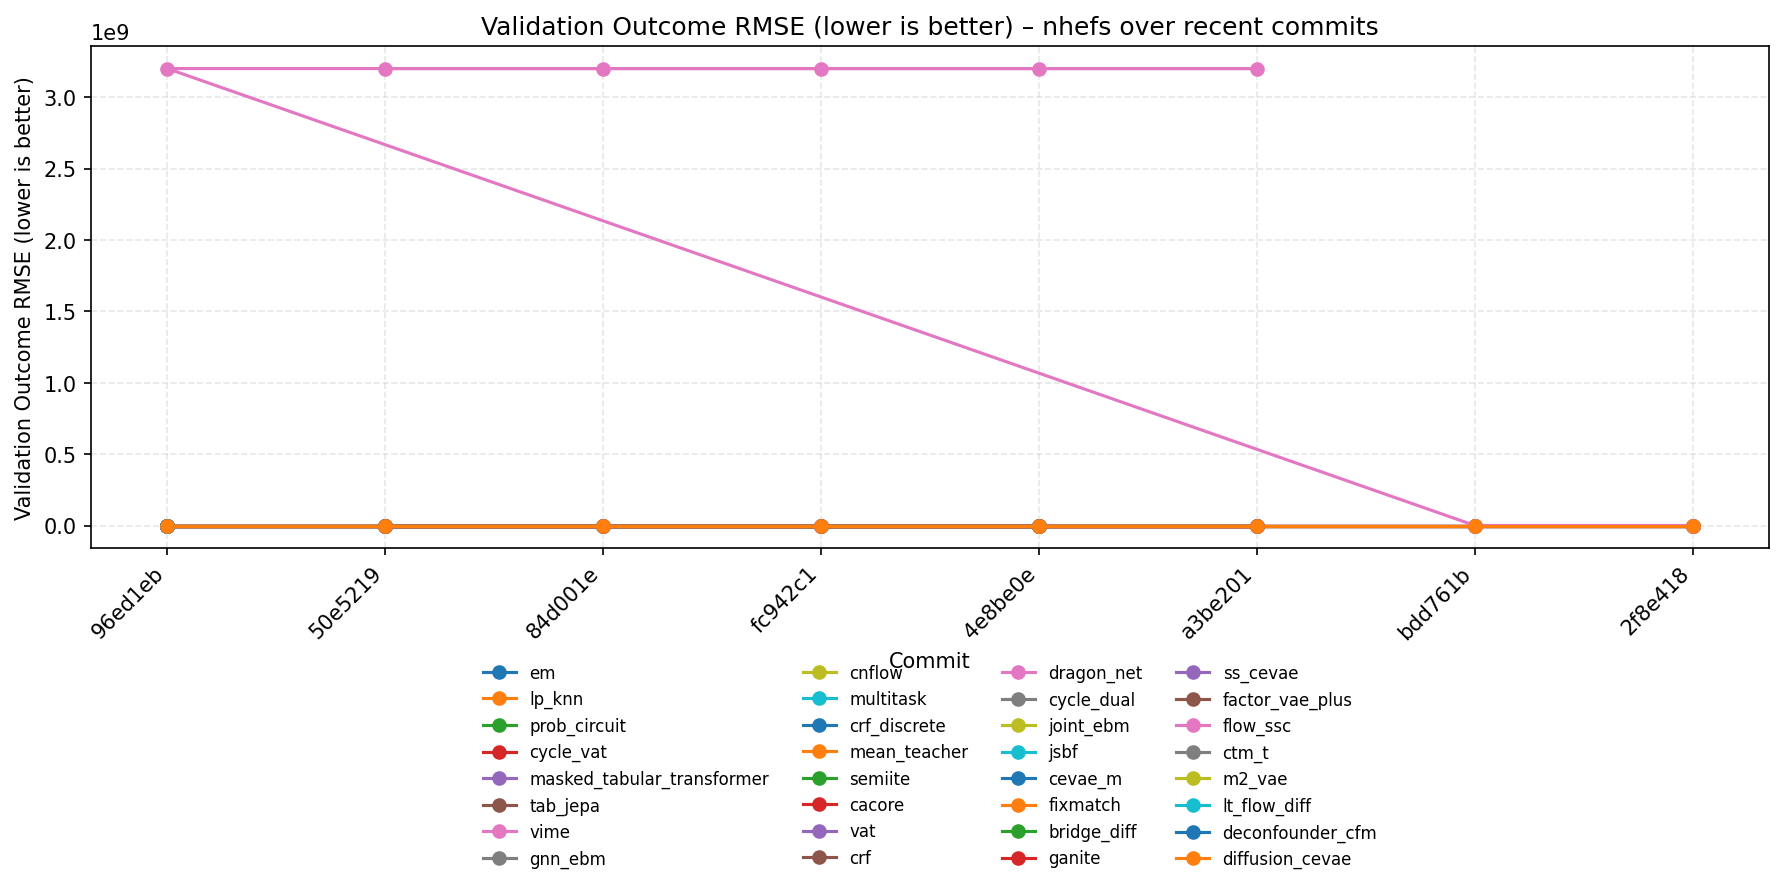 Validation Outcome RMSE (lower is better) – nhefs over recent commits
1e9
Validation Outcome RMSE (lower is better)
3.0
2.5
2.0
1.5
1.0
0.5
0.0
96ed1eb
50e5219
84d001e
fc942c1
4e8be0e
a3be201
bdd761b
2f8e418
Commit
em
lp_knn
prob_circuit
cycle_vat
masked_tabular_transformer
tab_jepa
vime
gnn_ebm
cnflow
multitask
crf_discrete
mean_teacher
semiite
cacore
vat
crf
dragon_net
cycle_dual
joint_ebm
jsbf
cevae_m
fixmatch
bridge_diff
ganite
ss_cevae
factor_vae_plus
flow_ssc
ctm_t
m2_vae
lt_flow_diff
deconfounder_cfm
diffusion_cevae